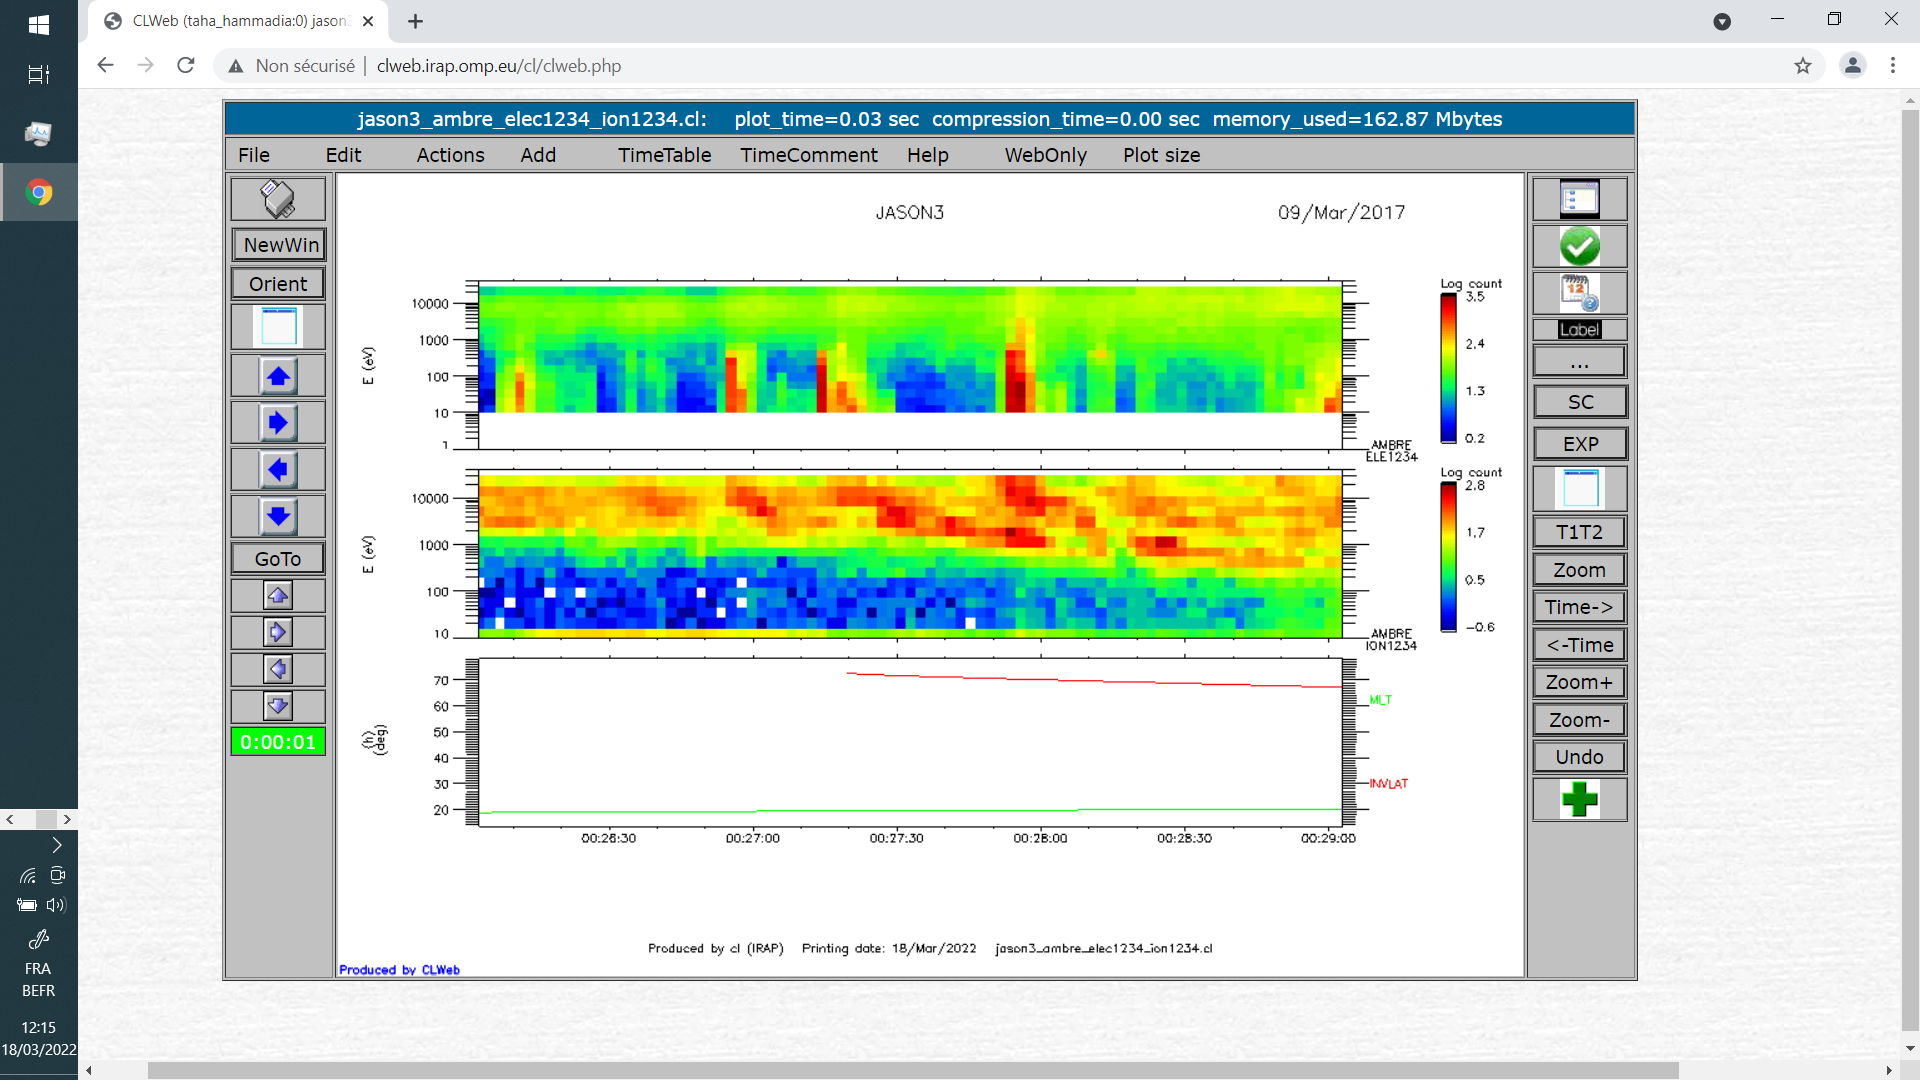 CLWeb (taha_hammadia:0) jason3
Non sécurisé | clweb.irap.omp.eu/cl/clweb.php
jason3_ambre_elec1234_ion1234.cl: plot_time=0.03 sec compression_time=0.00 sec memory_used=162.87 Mbytes
File Edit Actions Add TimeTable TimeComment Help WebOnly Plot size
NewWin
Orient
GoTo
0:00:01
JASON3 09/Mar/2017
Log count
3.5
2.4
1.3
0.2
10000
1000
100
10
1
E (eV)
AMBRE
ELE1234
Log count
2.8
1.7
0.5
-0.6
10000
1000
100
10
E (eV)
AMBRE
ION1234
70
60
50
40
30
20
(h)
(deg)
MLT
INVLAT
00:26:30 00:27:00 00:27:30 00:28:00 00:28:30 00:29:00
Produced by cl (IRAP) Printing date: 18/Mar/2022 jason3_ambre_elec1234_ion1234.cl
Produced by CLWeb
12
Label
...
SC
EXP
T1T2
Zoom
Time->
<-Time
Zoom+
Zoom-
Undo
FRA
BEFR
12:15
18/03/2022